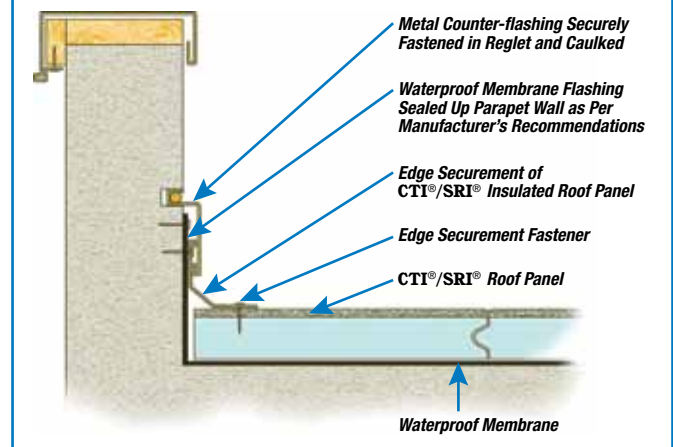 Metal Counter-flashing Securely
Fastened in Reglet and Caulked
Waterproof Membrane Flashing
Sealed Up Parapet Wall as Per
Manufacturer's Recommendations
Edge Securement of
CTI®/SRI® Insulated Roof Panel
Edge Securement Fastener
CTI®/SRI® Roof Panel
Waterproof Membrane